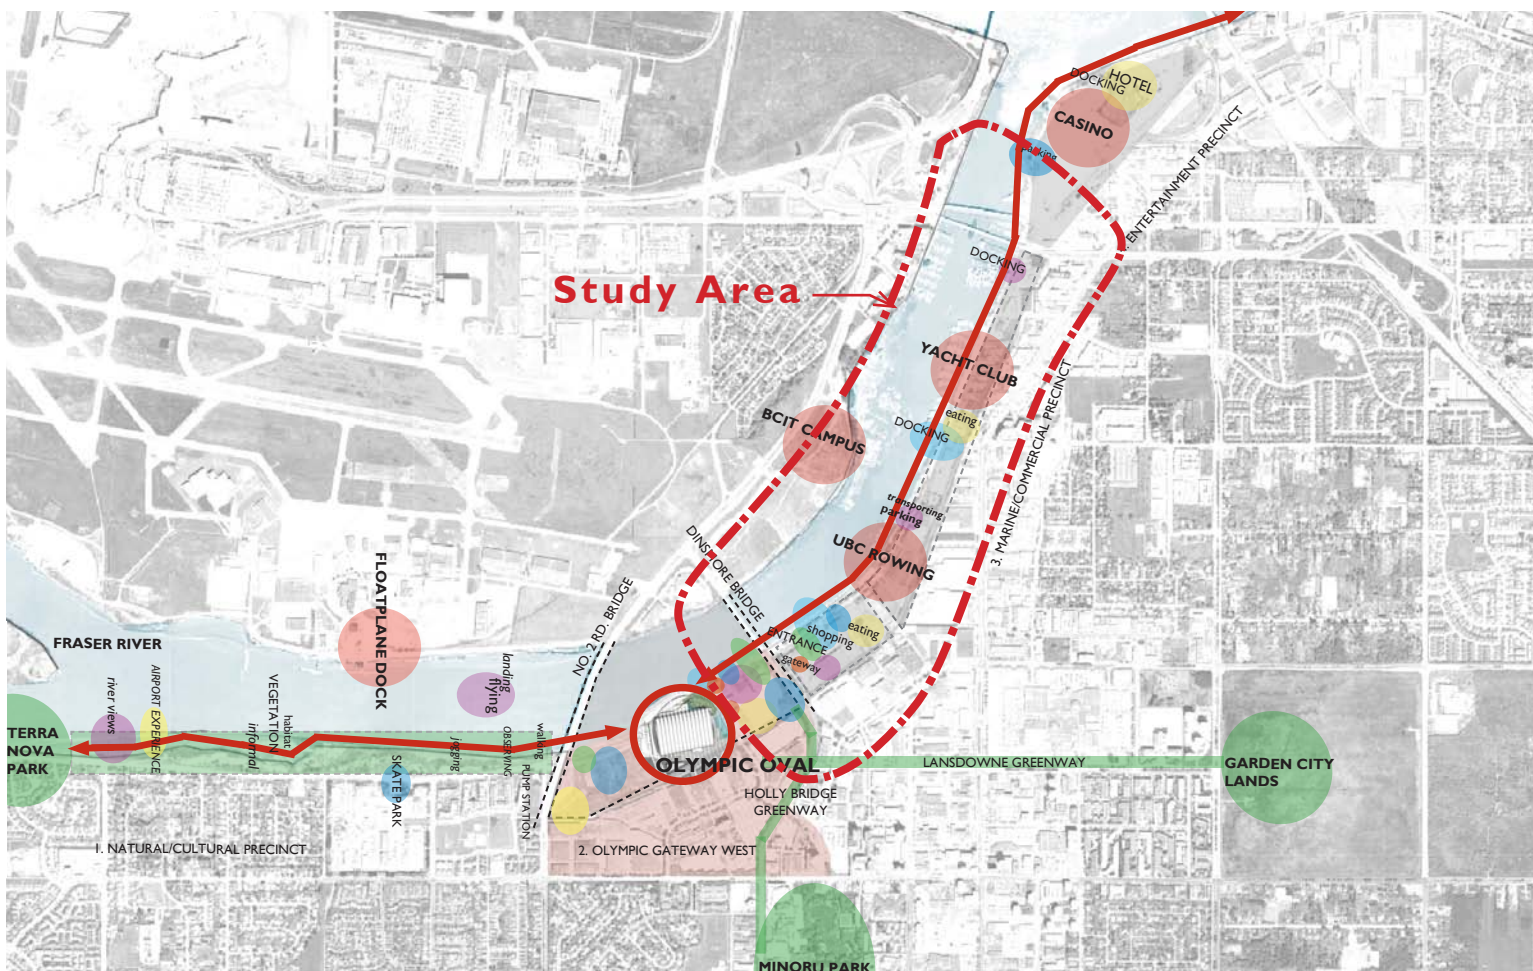 HOTEL
DOCKING
CASINO
parking
ENTERTAINMENT PRECINCT
DOCKING
Study Area
YACHT CLUB
eating
BCIT CAMPUS
DOCKING
3. MARINE/COMMERCIAL PRECINCT
transporting
parking
UBC ROWING
DINSMORE BRIDGE
NO. 2 RD. BRIDGE
FLOATPLANE DOCK
FRASER RIVER
shopping
eating
ENTRANCE
gateway
landing
flying
river views
AIRPORT EXPERIENCE
VEGETATION
habitat
informal
jogging
OBSERVING
walking
TERRA
NOVA
PARK
SKATE PARK
PUMP STATION
OLYMPIC OVAL
LANSDOWNE GREENWAY
GARDEN CITY
LANDS
HOLLY BRIDGE
GREENWAY
1. NATURAL/CULTURAL PRECINCT
2. OLYMPIC GATEWAY WEST
MINORU PARK